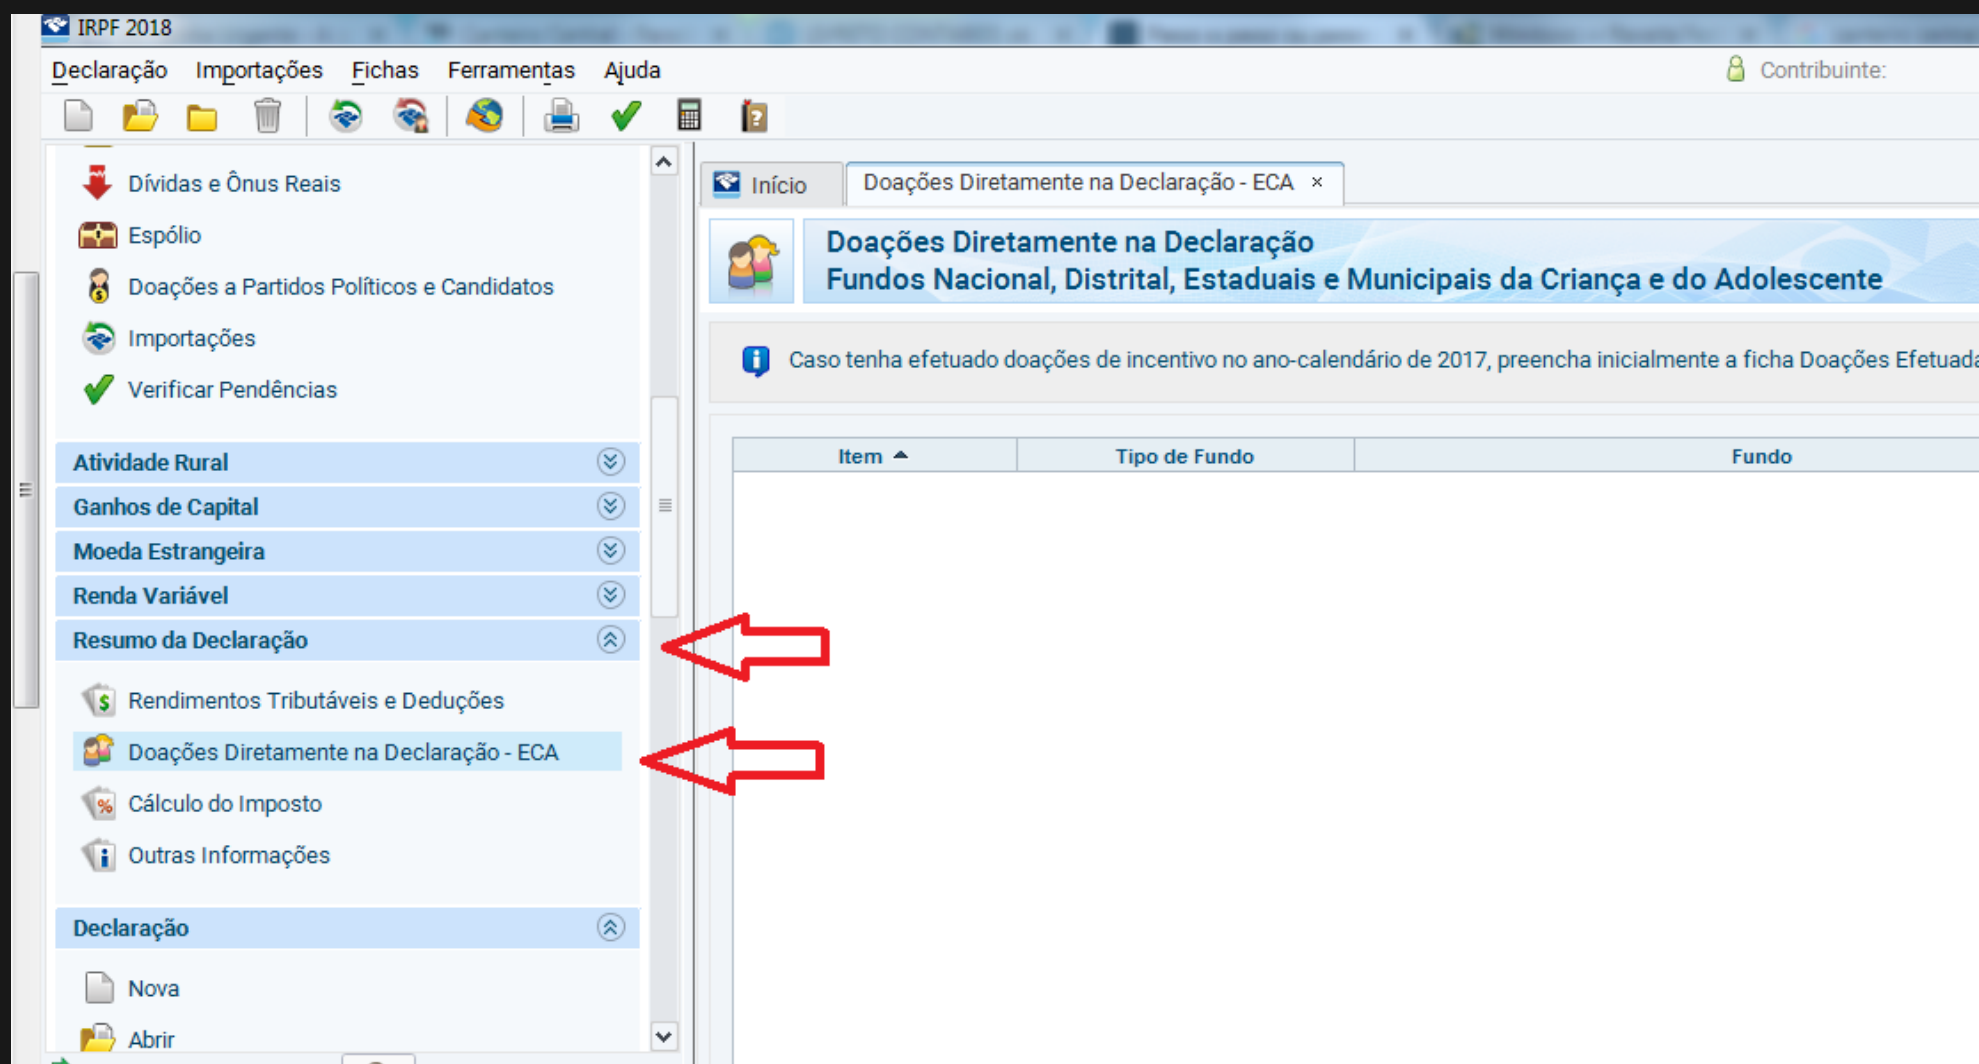 IRPF 2018
Declaração Importações Fichas Ferramentas Ajuda
Contribuinte:
Dívidas e Ônus Reais
Espólio
Doações a Partidos Políticos e Candidatos
Importações
Verificar Pendências
Atividade Rural
Ganhos de Capital
Moeda Estrangeira
Renda Variável
Resumo da Declaração
Rendimentos Tributáveis e Deduções
Doações Diretamente na Declaração - ECA
Cálculo do Imposto
Outras Informações
Declaração
Nova
Abrir
Início
Doações Diretamente na Declaração - ECA
Doações Diretamente na Declaração
Fundos Nacional, Distrital, Estaduais e Municipais da Criança e do Adolescente
Caso tenha efetuado doações de incentivo no ano-calendário de 2017, preencha inicialmente a ficha Doações Efetuada
Item Tipo de Fundo Fundo